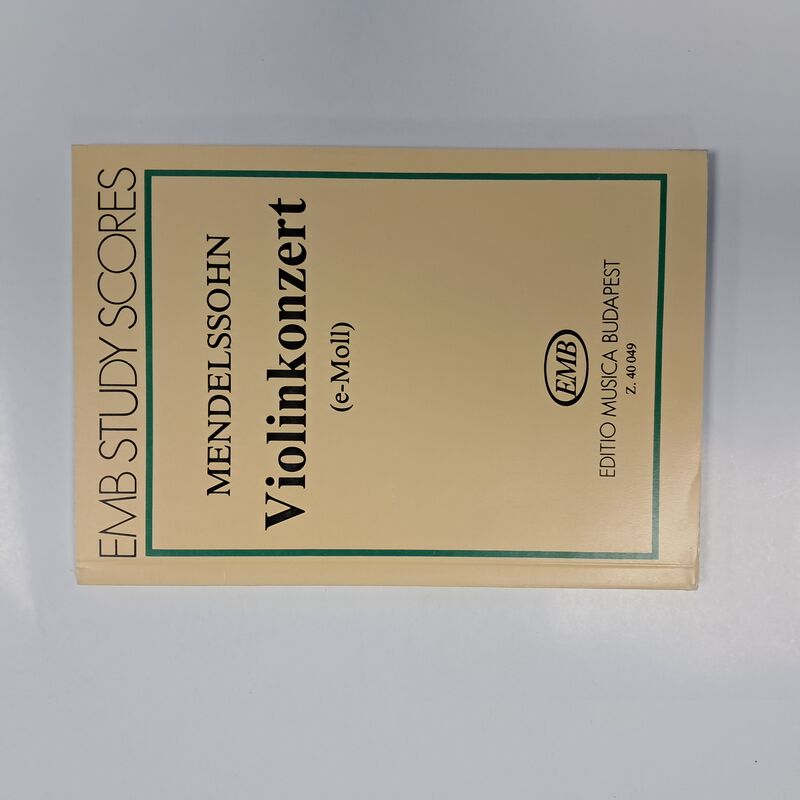 EMB STUDY SCORES
MENDELSSOHN
Violinkonzert
(e-Moll)
EMB
EDITIO MUSICA BUDAPEST
Z. 40 049